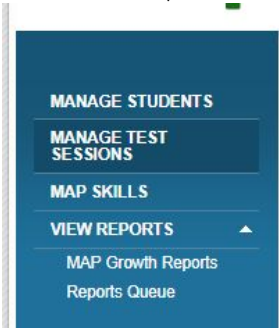 MANAGE STUDENTS
MANAGE TEST
SESSIONS
MAP SKILLS
VIEW REPORTS
MAP Growth Reports
Reports Queue